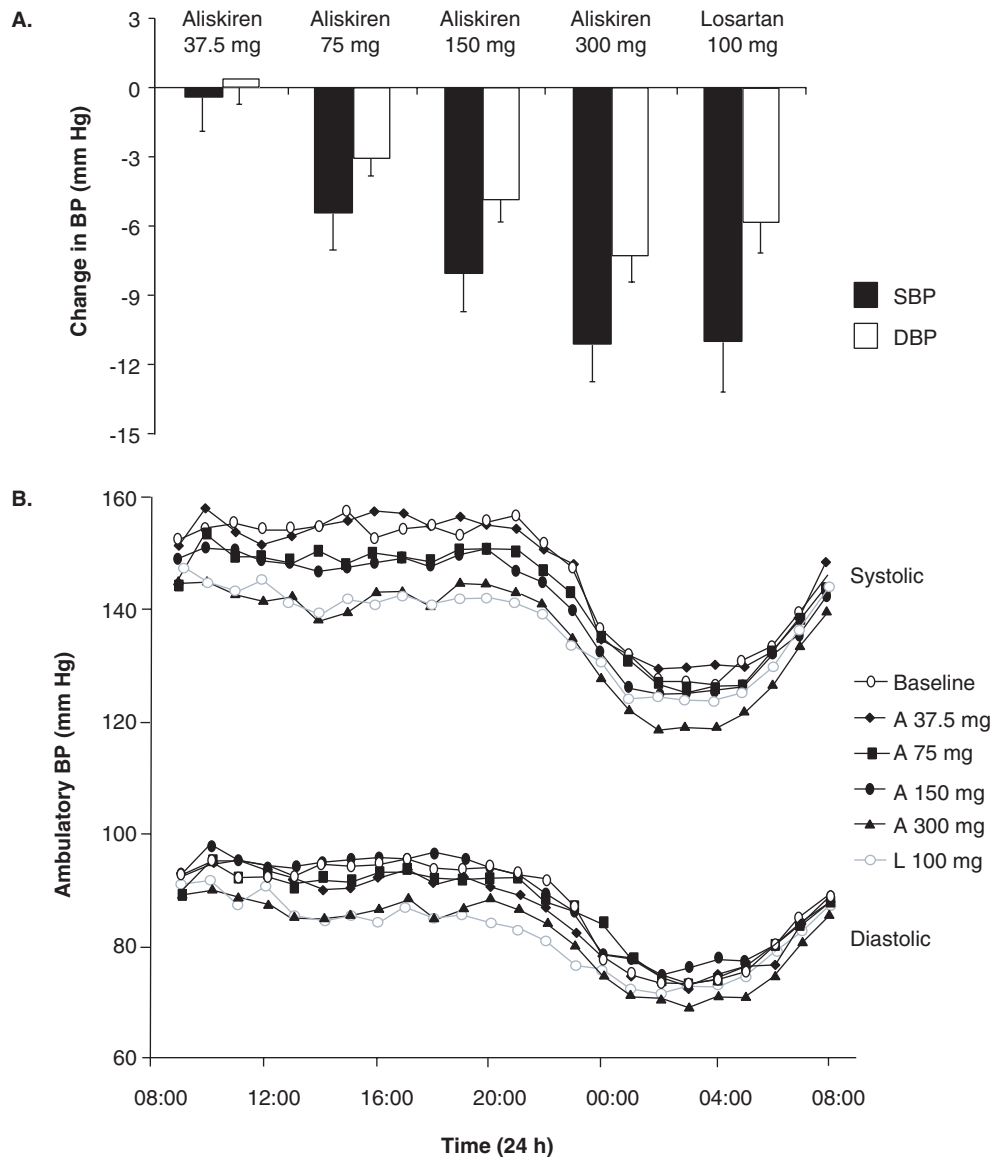 A.
Aliskiren Aliskiren Aliskiren Aliskiren Losartan
37.5 mg 75 mg 150 mg 300 mg 100 mg
3
0
-3
-6
-9
-12
-15
Change in BP (mm Hg)
SBP
DBP
B.
160
140
120
100
80
60
Ambulatory BP (mm Hg)
Systolic
Baseline
A 37.5 mg
A 75 mg
A 150 mg
A 300 mg
L 100 mg
Diastolic
08:00 12:00 16:00 20:00 00:00 04:00 08:00
Time (24 h)